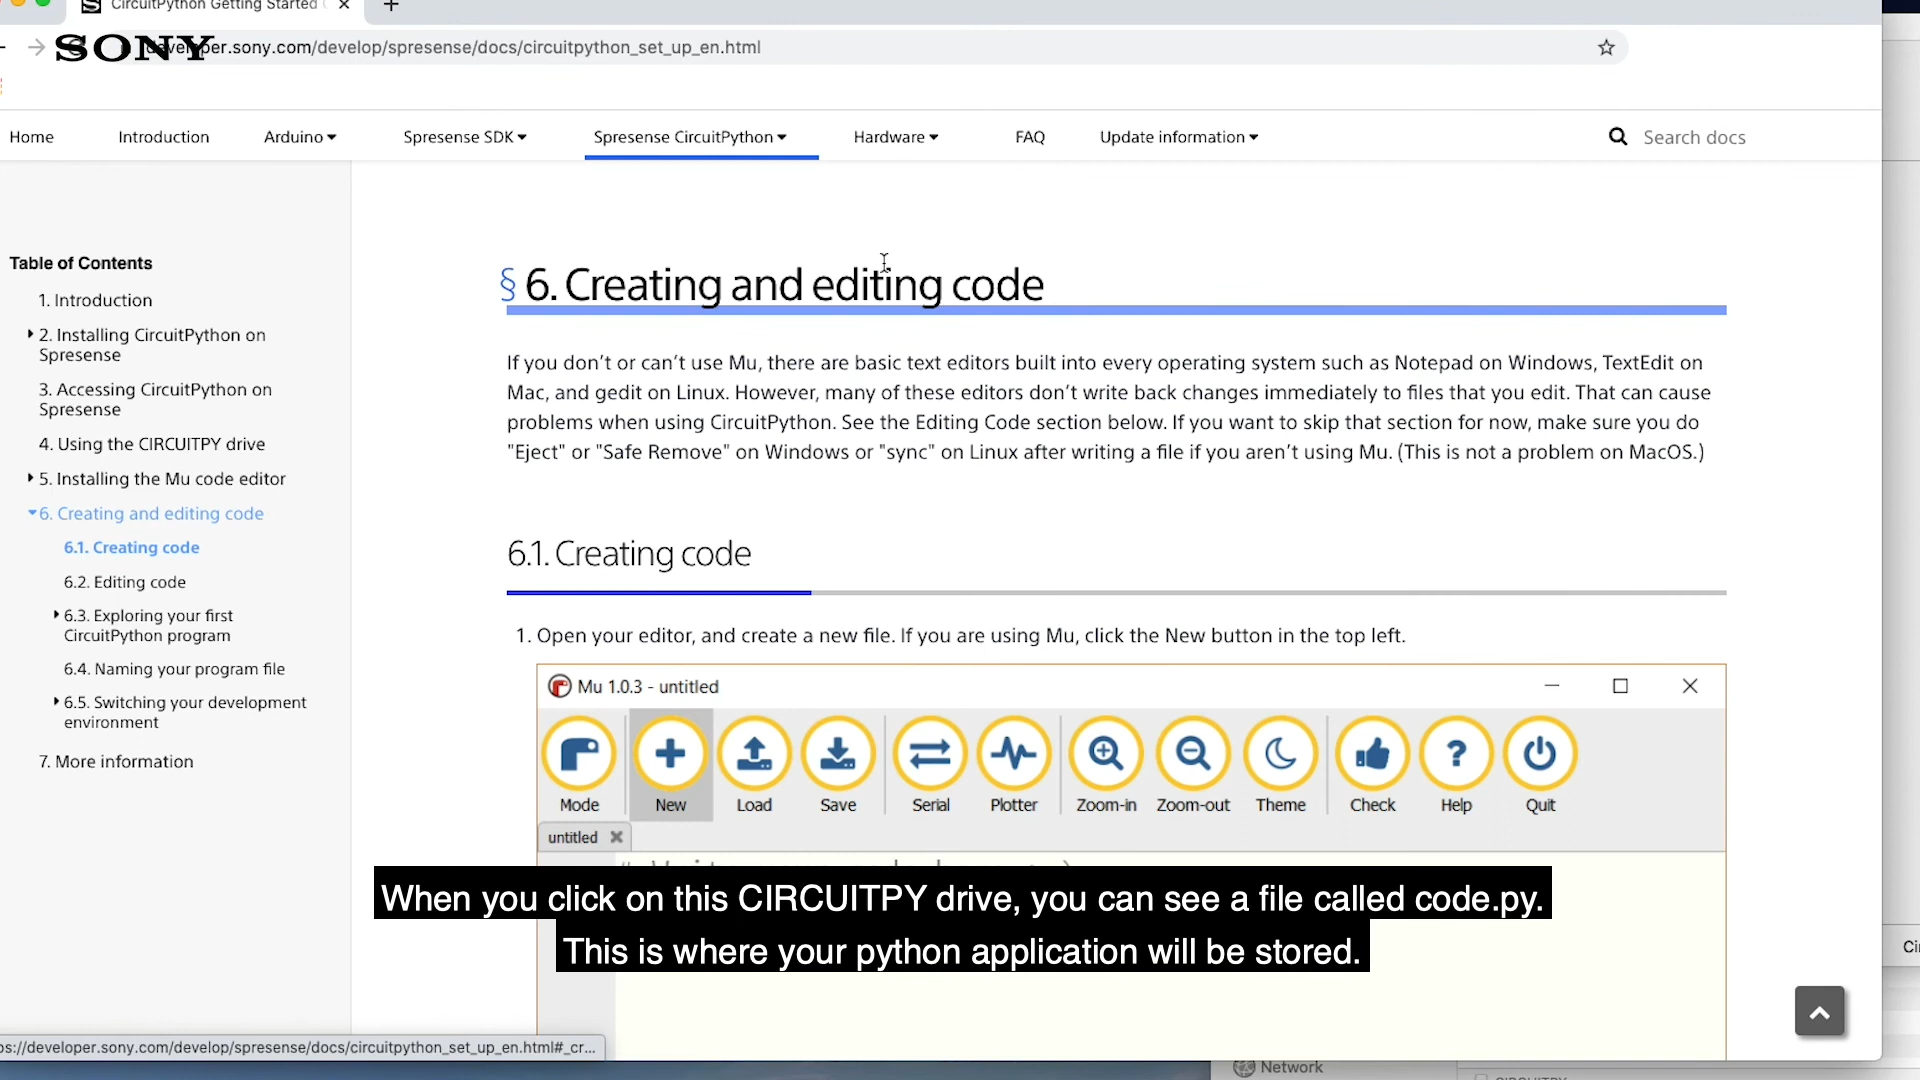 CircuitPython Getting Started
SONY
developer.sony.com/develop/spresense/docs/circuitpython_set_up_en.html
Home
Introduction
Arduino
Spresense SDK
Spresense CircuitPython
Hardware
FAQ
Update information
Search docs
Table of Contents
1. Introduction
2. Installing CircuitPython on
Spresense
3. Accessing CircuitPython on
Spresense
4. Using the CIRCUITPY drive
5. Installing the Mu code editor
6. Creating and editing code
6.1. Creating code
6.2. Editing code
6.3. Exploring your first
CircuitPython program
6.4. Naming your program file
6.5. Switching your development
environment
7. More information
§ 6. Creating and editing code
If you don't or can't use Mu, there are basic text editors built into every operating system such as Notepad on Windows, TextEdit on
Mac, and gedit on Linux. However, many of these editors don't write back changes immediately to files that you edit. That can cause
problems when using CircuitPython. See the Editing Code section below. If you want to skip that section for now, make sure you do
"Eject" or "Safe Remove" on Windows or "sync" on Linux after writing a file if you aren't using Mu. (This is not a problem on MacOS.)
6.1. Creating code
1. Open your editor, and create a new file. If you are using Mu, click the New button in the top left.
Mu 1.0.3 - untitled
Mode
New
Load
Save
Serial
Plotter
Zoom-in
Zoom-out
Theme
Check
Help
Quit
untitled
When you click on this CIRCUITPY drive, you can see a file called code.py.
This is where your python application will be stored.
ps://developer.sony.com/develop/spresense/docs/circuitpython_set_up_en.html#_cr...
Network